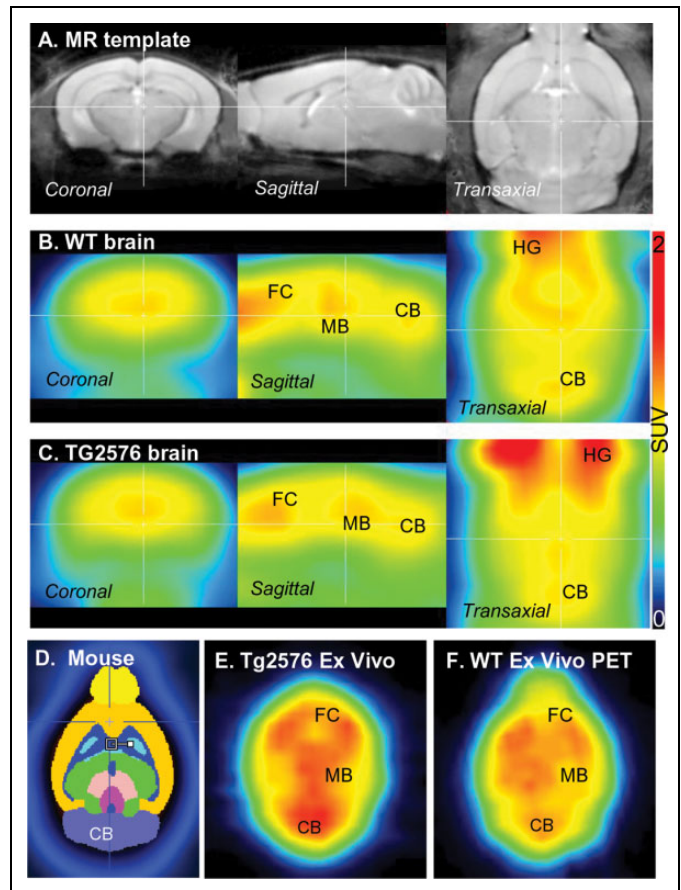 A. MR template
Coronal
Sagittal
Transaxial
B. WT brain
FC
MB
CB
HG
CB
Coronal
Sagittal
Transaxial
2
SUV
0
C. TG2576 brain
FC
MB
CB
HG
CB
Coronal
Sagittal
Transaxial
D. Mouse
CB
E. Tg2576 Ex Vivo
FC
MB
CB
F. WT Ex Vivo PET
FC
MB
CB